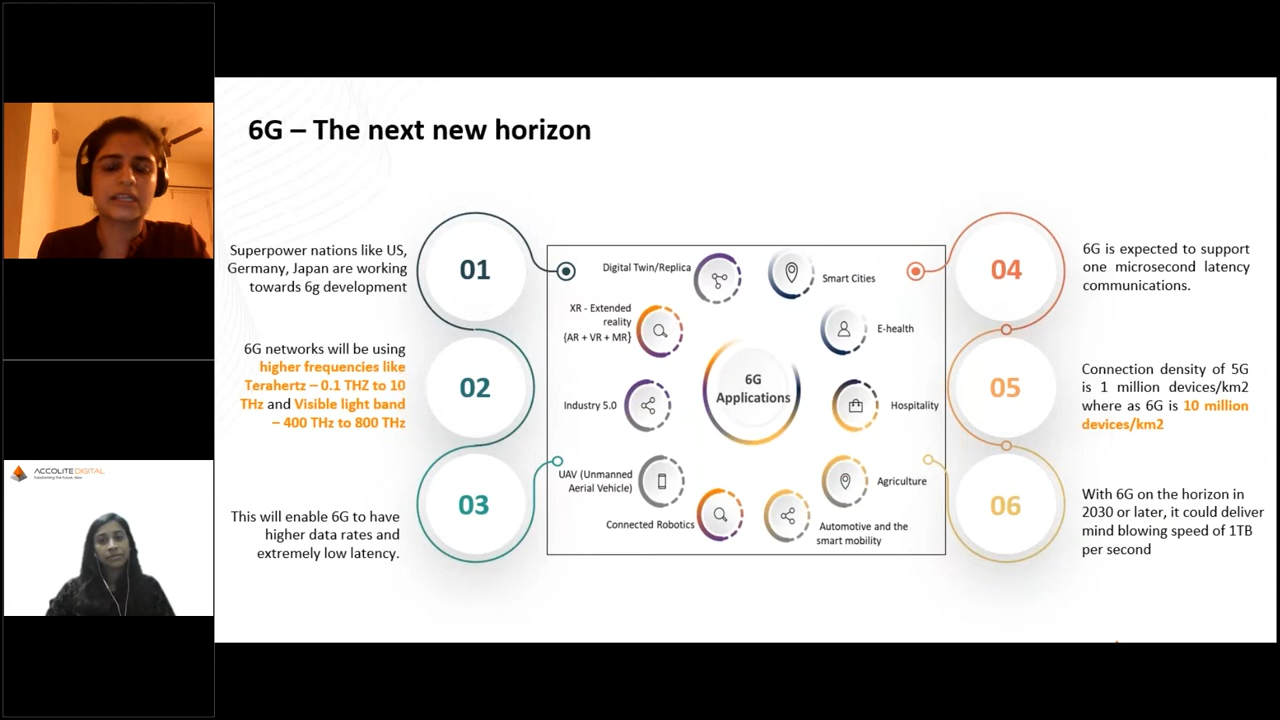 6G – The next new horizon
Superpower nations like US,
Germany, Japan are working
towards 6g development
01
6G networks will be using
higher frequencies like
Terahertz – 0.1 THZ to 10
THz and Visible light band
– 400 THz to 800 THz
02
This will enable 6G to have
higher data rates and
extremely low latency.
03
Digital Twin/Replica
XR - Extended
reality
{AR + VR + MR}
Industry 5.0
UAV (Unmanned
Aerial Vehicle)
Connected Robotics
6G
Applications
Smart Cities
E-health
Hospitality
Agriculture
Automotive and the
smart mobility
04
6G is expected to support
one microsecond latency
communications.
05
Connection density of 5G
is 1 million devices/km2
where as 6G is 10 million
devices/km2
06
With 6G on the horizon in
2030 or later, it could deliver
mind blowing speed of 1TB
per second
ACCOLITE DIGITAL
Transforming the Future, Now